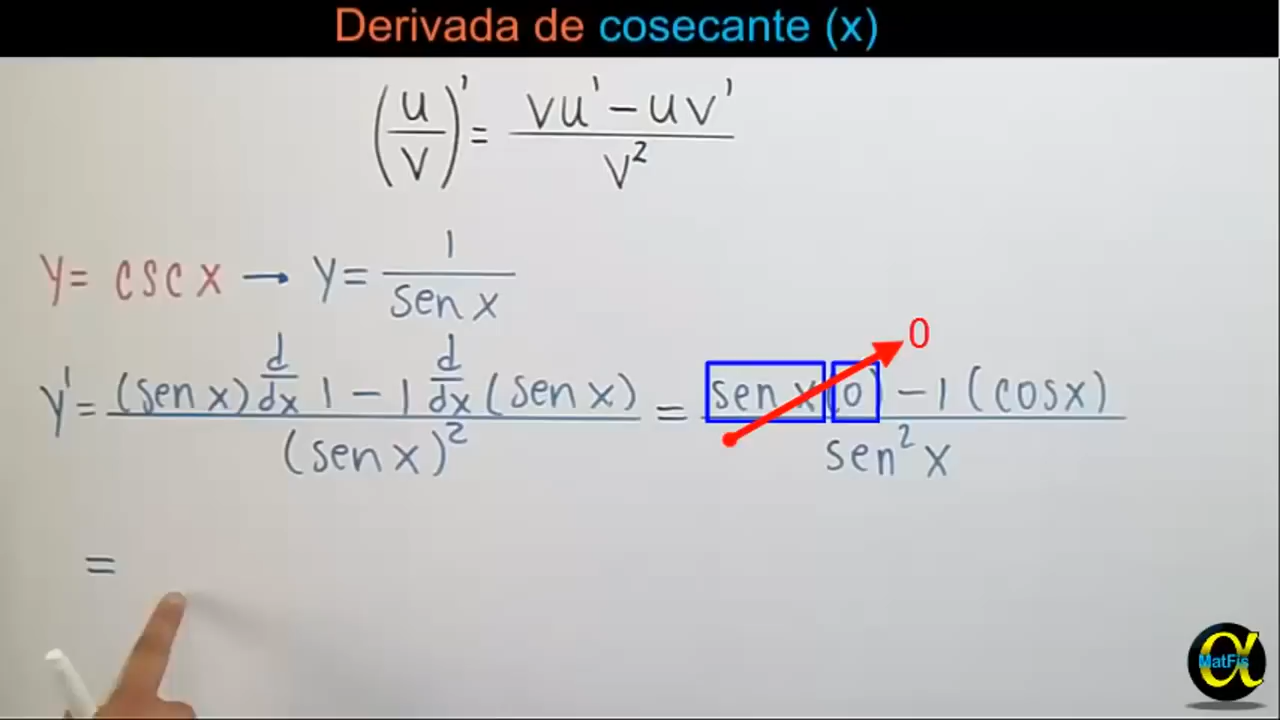 Derivada de cosecante (x)
(u/v)' = (vu' - uv')/v²
y = csc x → y = 1/sen x
y' = ((sen x) d/dx 1 - 1 d/dx (sen x))/(sen x)² = (sen x (0) - 1 (cos x))/sen² x
0
=
MatFis
α